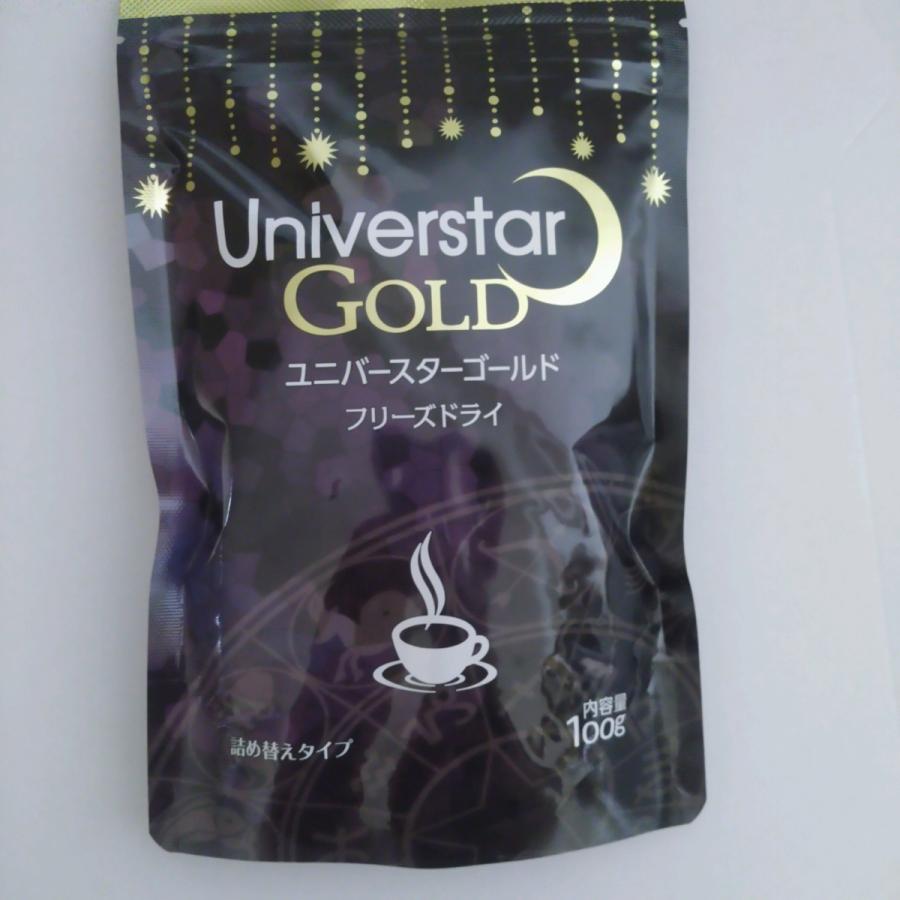 Universtar
GOLD
ユニバースターゴールド
フリーズドライ
内容量
100g
詰め替えタイプ